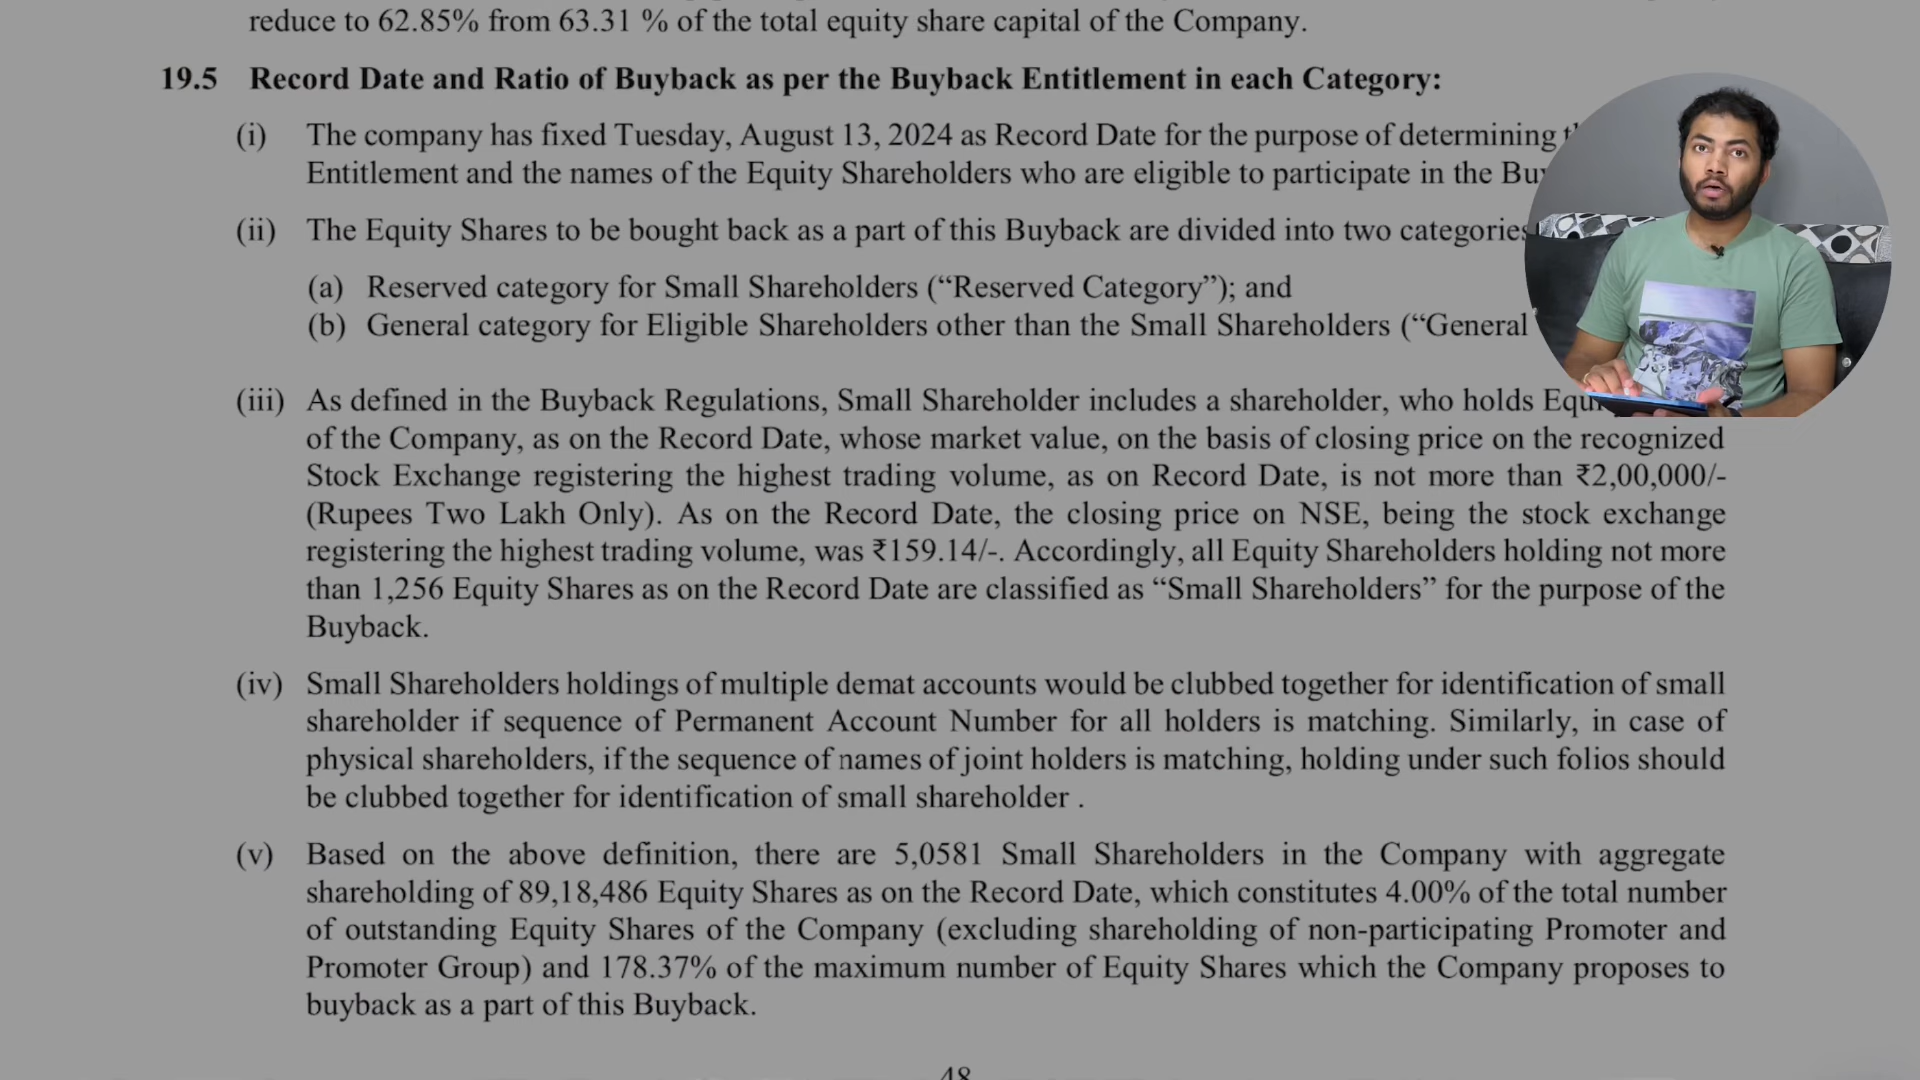 reduce to 62.85% from 63.31 % of the total equity share capital of the Company.
19.5 Record Date and Ratio of Buyback as per the Buyback Entitlement in each Category:
(i) The company has fixed Tuesday, August 13, 2024 as Record Date for the purpose of determining
Entitlement and the names of the Equity Shareholders who are eligible to participate in the
(ii) The Equity Shares to be bought back as a part of this Buyback are divided into two categories
(a) Reserved category for Small Shareholders (“Reserved Category”); and
(b) General category for Eligible Shareholders other than the Small Shareholders (“General
(iii) As defined in the Buyback Regulations, Small Shareholder includes a shareholder, who holds
of the Company, as on the Record Date, whose market value, on the basis of closing price on the recognized
Stock Exchange registering the highest trading volume, as on Record Date, is not more than ₹2,00,000/-
(Rupees Two Lakh Only). As on the Record Date, the closing price on NSE, being the stock exchange
registering the highest trading volume, was ₹159.14/-. Accordingly, all Equity Shareholders holding not more
than 1,256 Equity Shares as on the Record Date are classified as “Small Shareholders” for the purpose of the
Buyback.
(iv) Small Shareholders holdings of multiple demat accounts would be clubbed together for identification of small
shareholder if sequence of Permanent Account Number for all holders is matching. Similarly, in case of
physical shareholders, if the sequence of names of joint holders is matching, holding under such folios should
be clubbed together for identification of small shareholder .
(v) Based on the above definition, there are 5,0581 Small Shareholders in the Company with aggregate
shareholding of 89,18,486 Equity Shares as on the Record Date, which constitutes 4.00% of the total number
of outstanding Equity Shares of the Company (excluding shareholding of non-participating Promoter and
Promoter Group) and 178.37% of the maximum number of Equity Shares which the Company proposes to
buyback as a part of this Buyback.
48